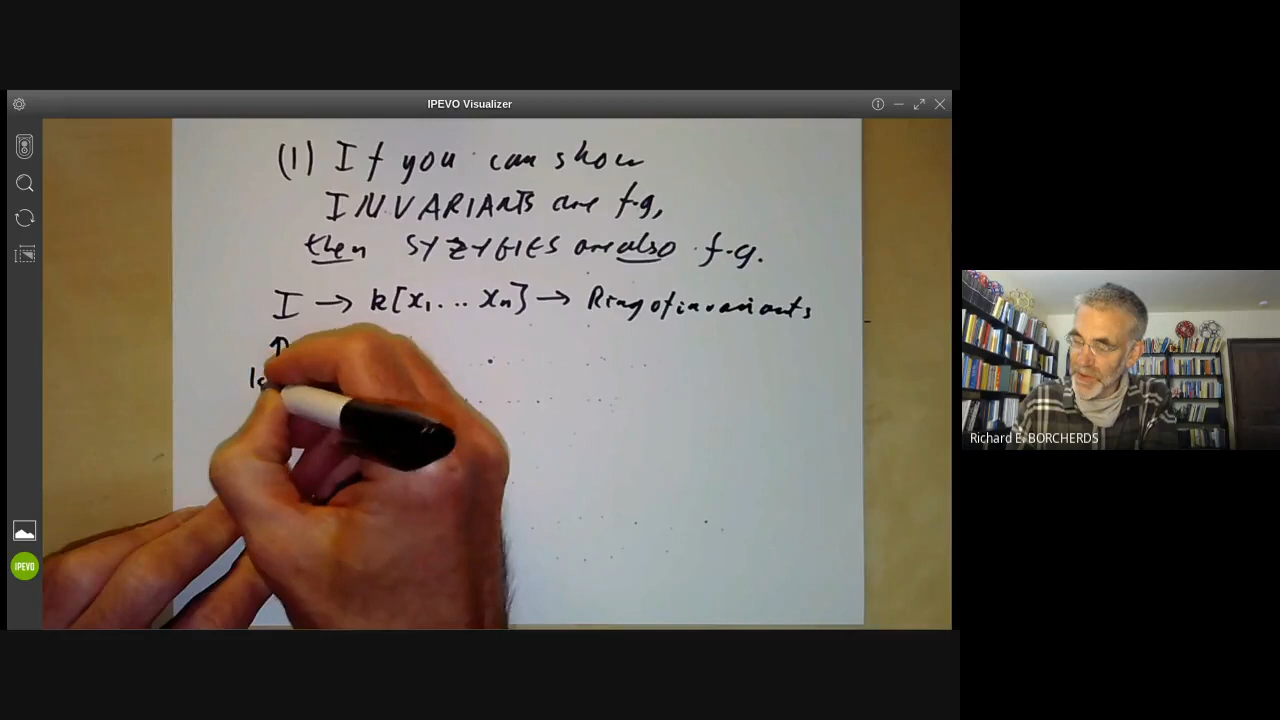 IPEVO Visualizer
(1) If you can show
INVARIANTS are f.g,
then SYZYGIES are also f.g.
I → k[x₁... xₙ] → Ring of invariants
IPEVO
Richard E. BORCHERDS